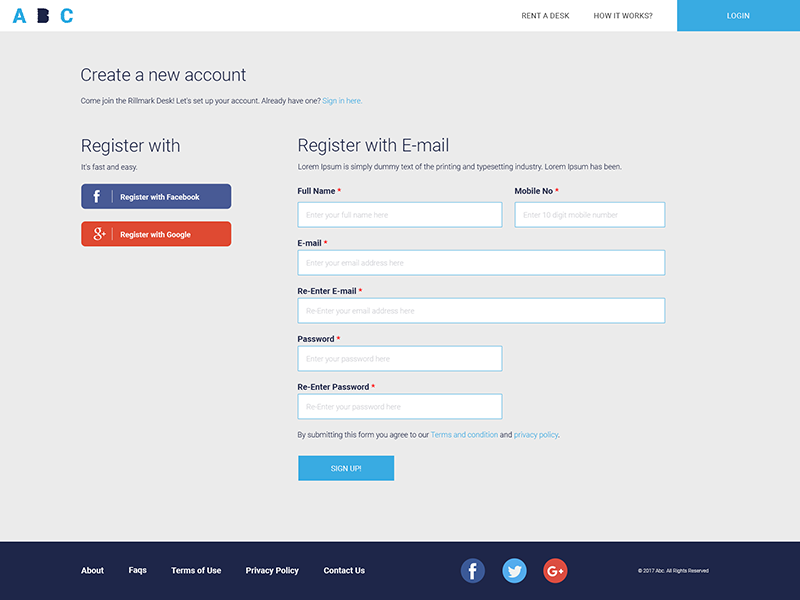 A B C
RENT A DESK
HOW IT WORKS?
LOGIN
Create a new account
Come join the Rillmark Desk! Let's set up your account. Already have one? Sign in here.
Register with
It's fast and easy.
Register with Facebook
Register with Google
Register with E-mail
Lorem Ipsum is simply dummy text of the printing and typesetting industry. Lorem Ipsum has been.
Full Name *
Enter your full name here
Mobile No *
Enter 10 digit mobile number
E-mail *
Enter your email address here
Re-Enter E-mail *
Re-Enter your email address here
Password *
Enter your password here
Re-Enter Password *
Re-Enter your password here
By submitting this form you agree to our Terms and condition and privacy policy.
SIGN UP!
About
Faqs
Terms of Use
Privacy Policy
Contact Us
© 2017 Abc. All Rights Reserved